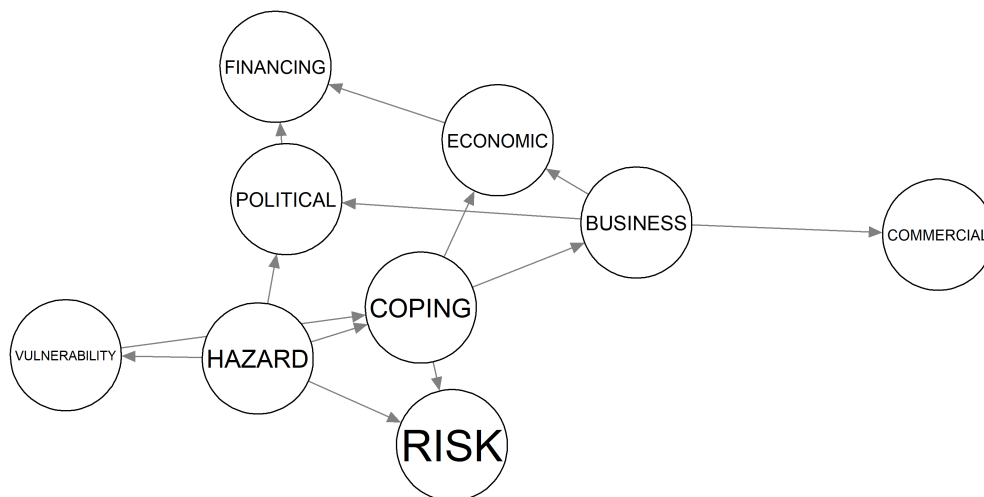 FINANCING
ECONOMIC
POLITICAL
BUSINESS
COMMERCIAL
COPING
VULNERABILITY
HAZARD
RISK